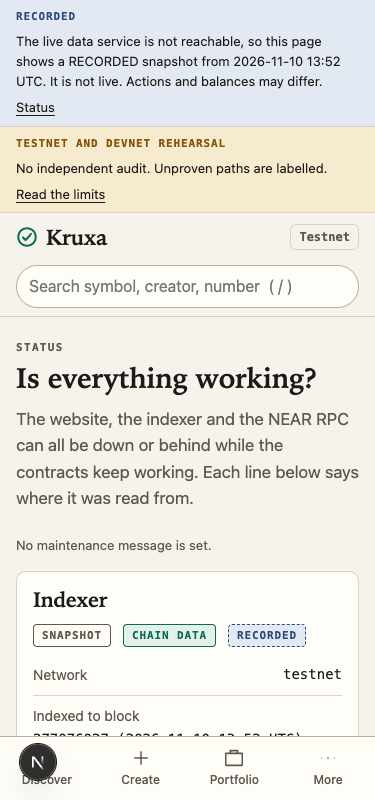 RECORDED
The live data service is not reachable, so this page
shows a RECORDED snapshot from 2026-11-10 13:52
UTC. It is not live. Actions and balances may differ.
Status
TESTNET AND DEVNET REHEARSAL
No independent audit. Unproven paths are labelled.
Read the limits
Kruxa
Testnet
Search symbol, creator, number (/)
STATUS
Is everything working?
The website, the indexer and the NEAR RPC
can all be down or behind while the
contracts keep working. Each line below says
where it was read from.
No maintenance message is set.
Indexer
SNAPSHOT CHAIN DATA RECORDED
Network testnet
Indexed to block
N
Discover Create Portfolio More